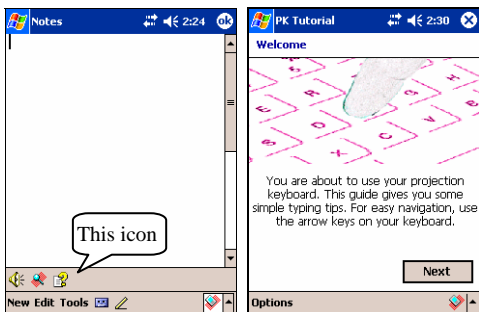 Notes 2:24 ok
This icon
New Edit Tools
PK Tutorial 2:30
Welcome
E R S O X C V G H
You are about to use your projection
keyboard. This guide gives you some
simple typing tips. For easy navigation, use
the arrow keys on your keyboard.
Next
Options